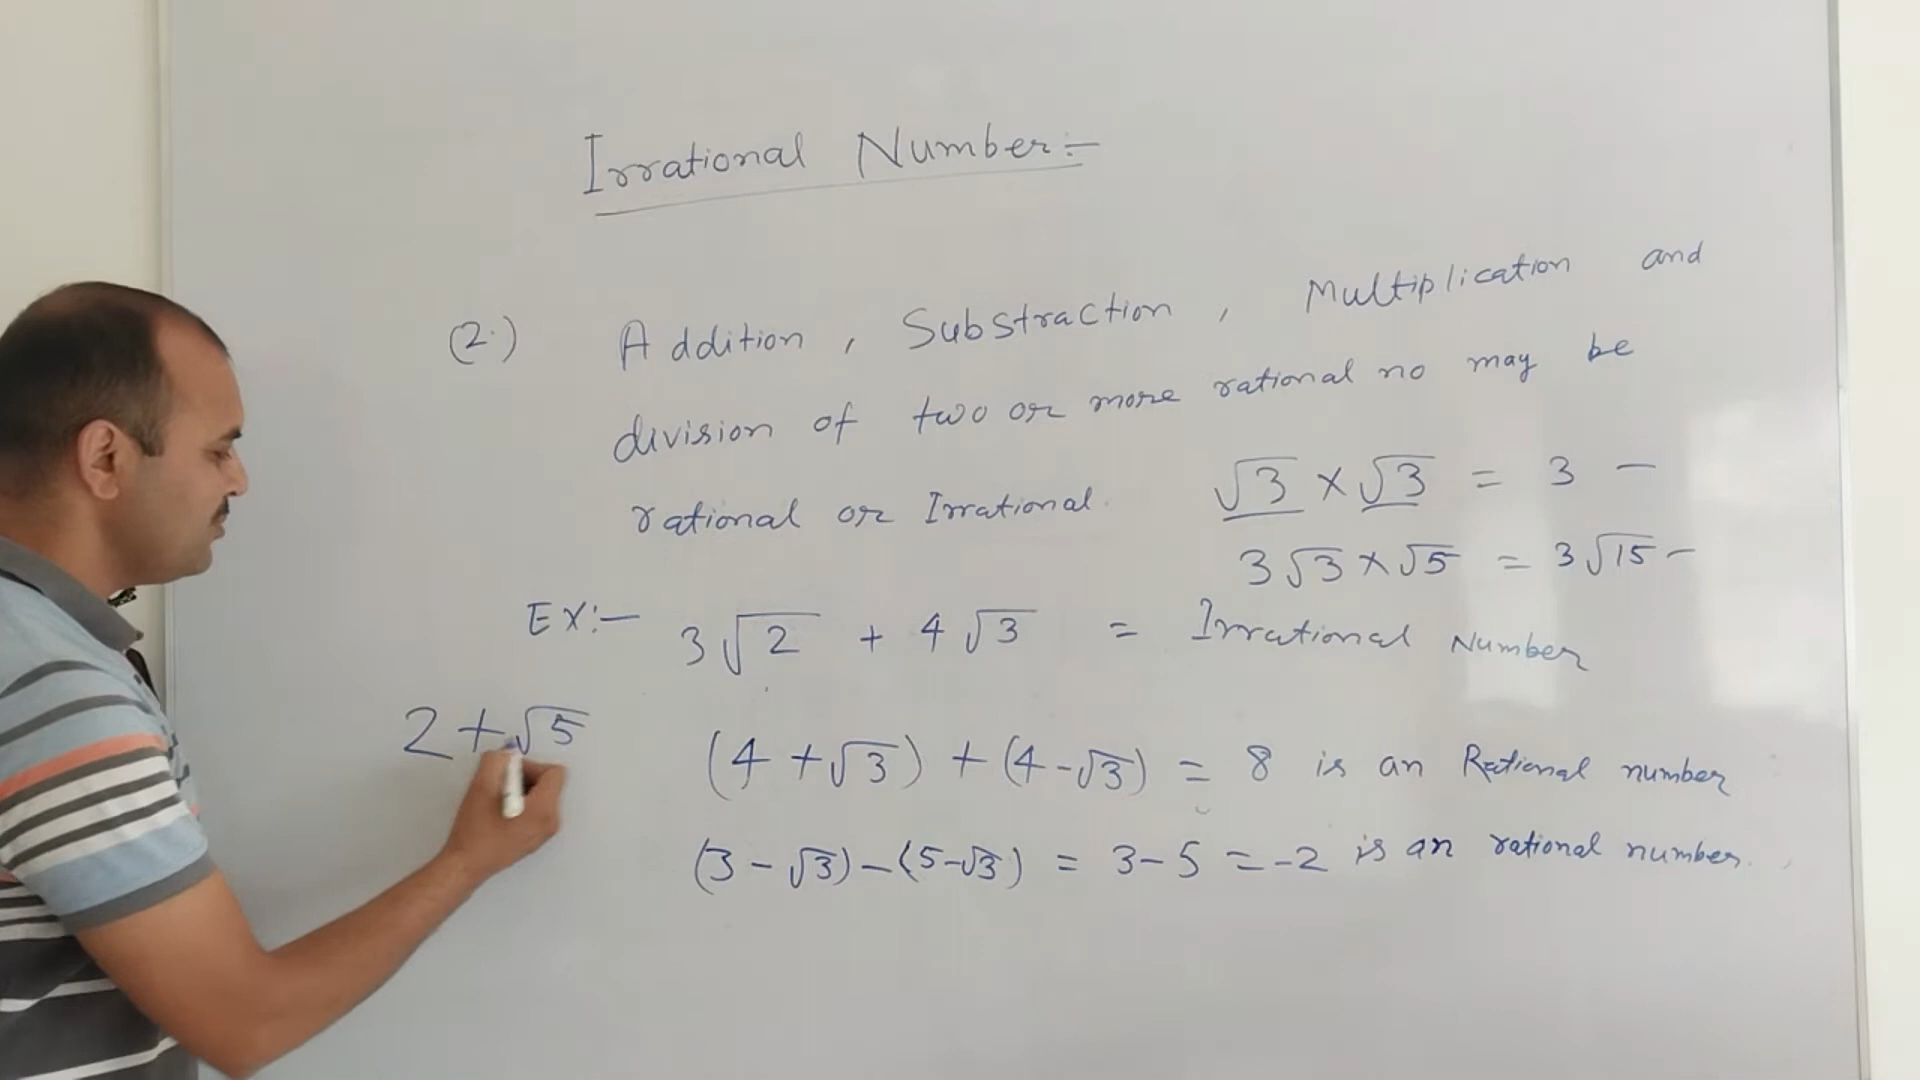 Irrational Number:-
(2.) Addition, Substraction, Multiplication and
division of two or more rational no may be
rational or Irrational.
√3 × √3 = 3 -
3√3 × √5 = 3√15 -
EX:- 3√2 + 4√3 = Irrational Number
2+√5
(4+√3) + (4-√3) = 8 is an Rational number
(3-√3)-(5-√3) = 3-5 = -2 is an rational number.